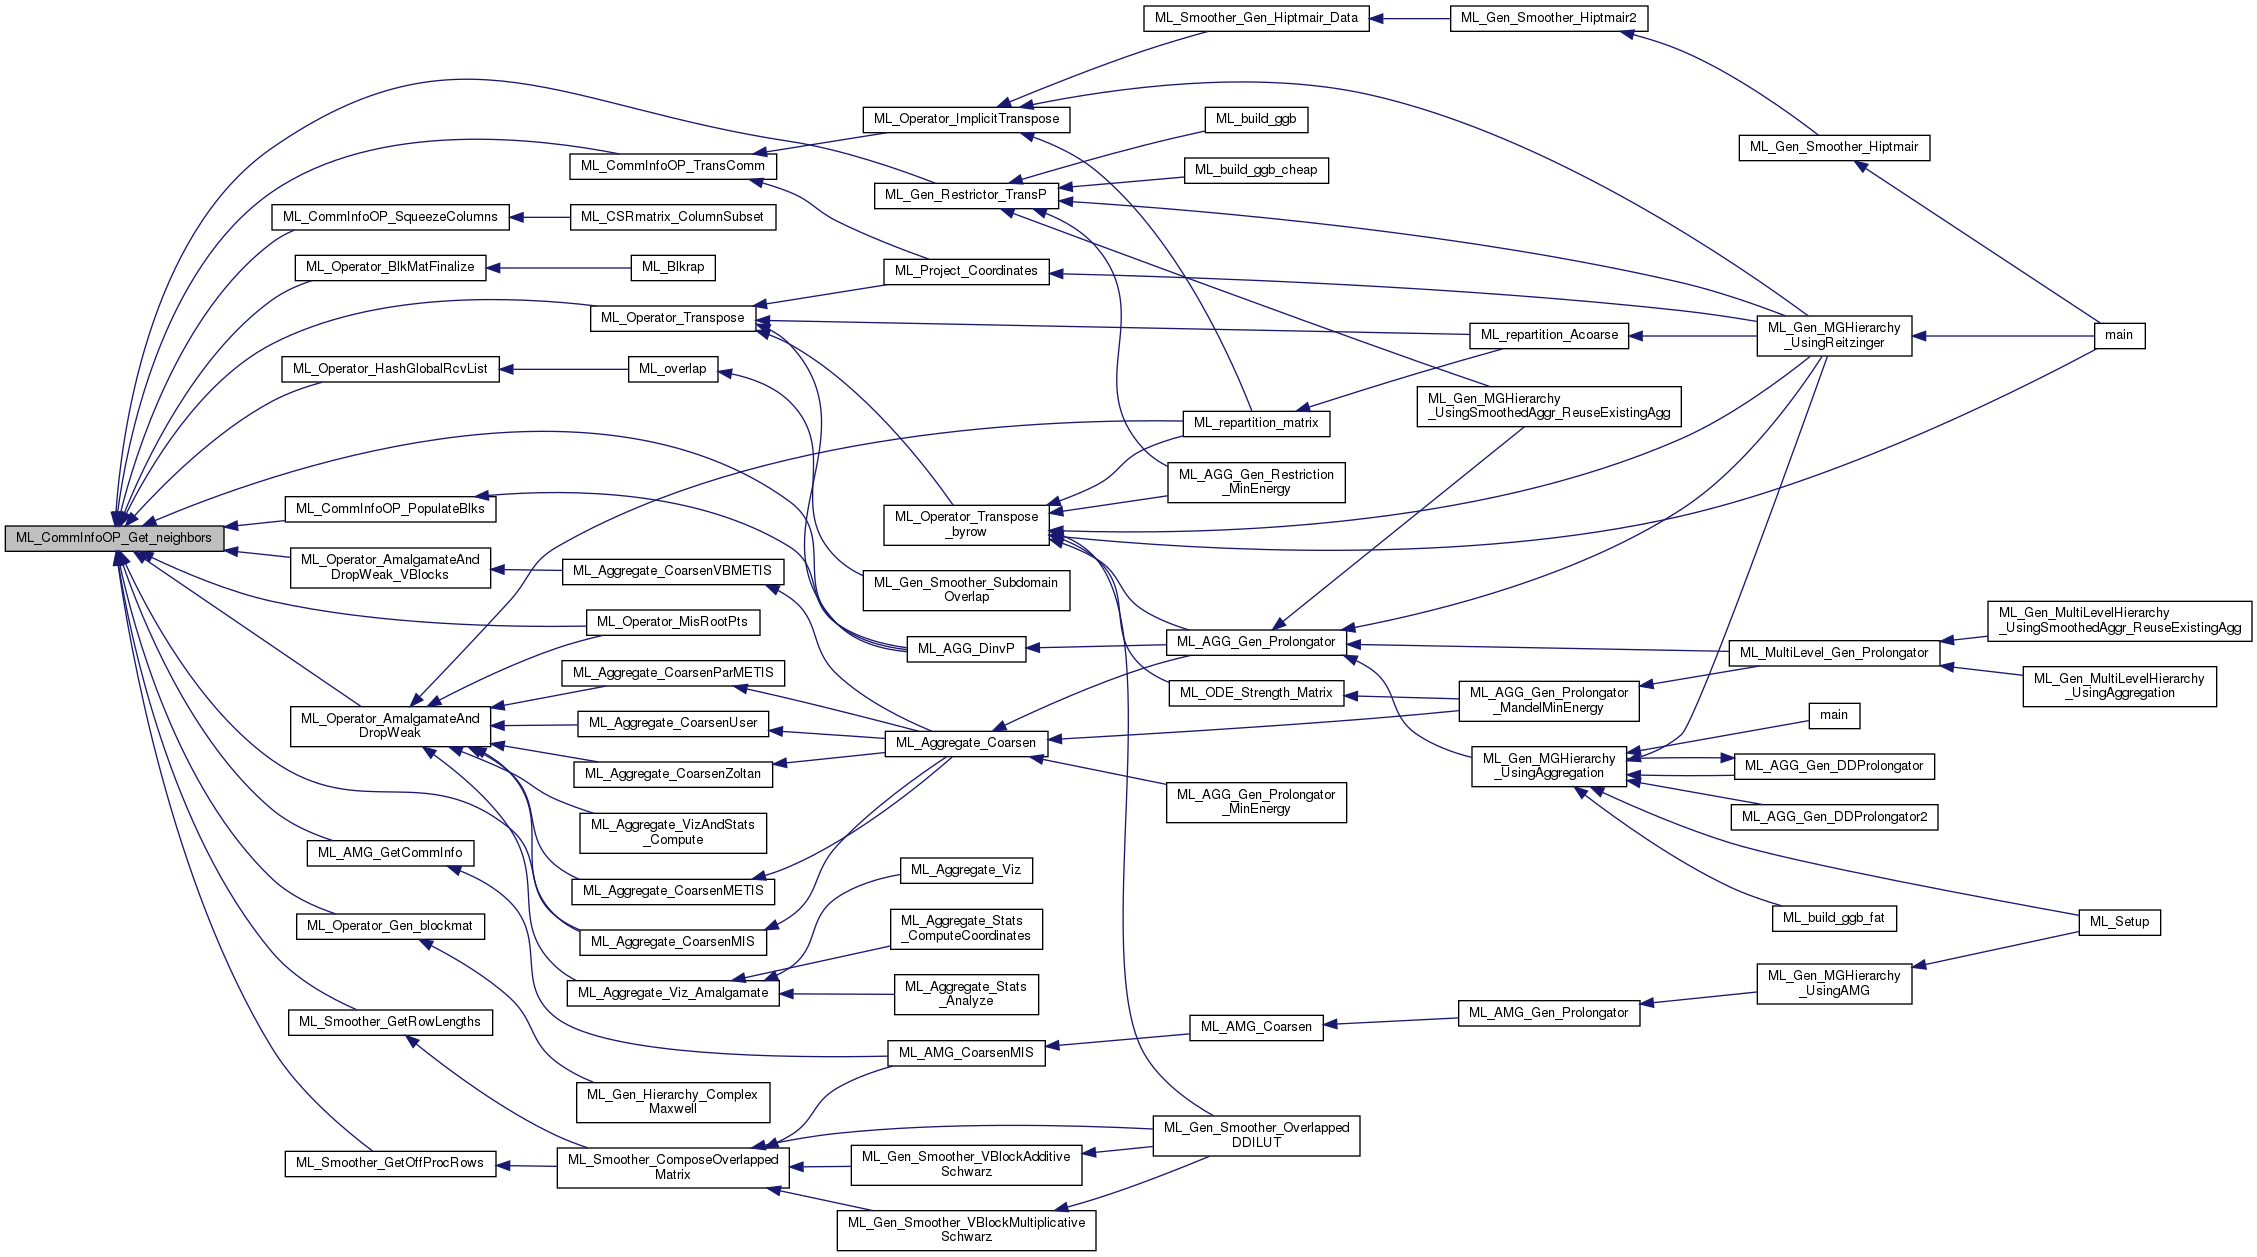 ML_Smoother_Gen_Hiptmair_Data
ML_Gen_Smoother_Hiptmair2
ML_Operator_ImplicitTranspose
ML_build_ggb
ML_Gen_Smoother_Hiptmair
ML_CommInfoOP_TransComm
ML_build_ggb_cheap
ML_Gen_Restrictor_TransP
ML_CommInfoOP_SqueezeColumns
ML_CSRmatrix_ColumnSubset
ML_Operator_BlkMatFinalize
ML_Blkrap
ML_Project_Coordinates
ML_Operator_Transpose
ML_repartition_Acoarse
ML_Gen_MGHierarchy
_UsingReitzinger
main
ML_Operator_HashGlobalRcvList
ML_overlap
ML_Gen_MGHierarchy
_UsingSmoothedAggr_ReuseExistingAgg
ML_repartition_matrix
ML_AGG_Gen_Restriction
_MinEnergy
ML_CommInfoOP_PopulateBlks
ML_Operator_Transpose
_byrow
ML_CommInfoOP_Get_neighbors
ML_Operator_AmalgamateAnd
DropWeak_VBlocks
ML_Aggregate_CoarsenVBMETIS
ML_Gen_Smoother_Subdomain
Overlap
ML_Operator_MisRootPts
ML_Gen_MultiLevelHierarchy
_UsingSmoothedAggr_ReuseExistingAgg
ML_AGG_DinvP
ML_AGG_Gen_Prolongator
ML_MultiLevel_Gen_Prolongator
ML_Aggregate_CoarsenParMETIS
ML_ODE_Strength_Matrix
ML_AGG_Gen_Prolongator
_MandelMinEnergy
ML_Gen_MultiLevelHierarchy
_UsingAggregation
ML_Operator_AmalgamateAnd
DropWeak
ML_Aggregate_CoarsenUser
main
ML_Aggregate_Coarsen
ML_Gen_MGHierarchy
_UsingAggregation
ML_AGG_Gen_DDProlongator
ML_Aggregate_CoarsenZoltan
ML_AGG_Gen_Prolongator
_MinEnergy
ML_AGG_Gen_DDProlongator2
ML_Aggregate_VizAndStats
_Compute
ML_AMG_GetCommInfo
ML_Aggregate_Viz
ML_Aggregate_CoarsenMETIS
ML_build_ggb_fat
ML_Setup
ML_Operator_Gen_blockmat
ML_Aggregate_Stats
_ComputeCoordinates
ML_Aggregate_CoarsenMIS
ML_Gen_MGHierarchy
_UsingAMG
ML_Aggregate_Viz_Amalgamate
ML_Aggregate_Stats
_Analyze
ML_AMG_Gen_Prolongator
ML_Smoother_GetRowLengths
ML_AMG_Coarsen
ML_AMG_CoarsenMIS
ML_Gen_Hierarchy_Complex
Maxwell
ML_Gen_Smoother_Overlapped
DDILUT
ML_Smoother_GetOffProcRows
ML_Smoother_ComposeOverlapped
Matrix
ML_Gen_Smoother_VBlockAdditive
Schwarz
ML_Gen_Smoother_VBlockMultiplicative
Schwarz